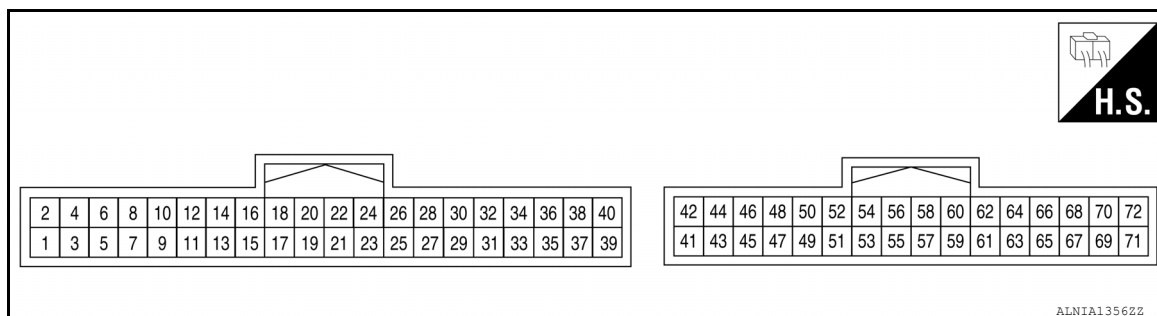 H.S.
2 4 6 8 10 12 14 16 18 20 22 24 26 28 30 32 34 36 38 40
1 3 5 7 9 11 13 15 17 19 21 23 25 27 29 31 33 35 37 39
42 44 46 48 50 52 54 56 58 60 62 64 66 68 70 72
41 43 45 47 49 51 53 55 57 59 61 63 65 67 69 71
ALNIA1356ZZ